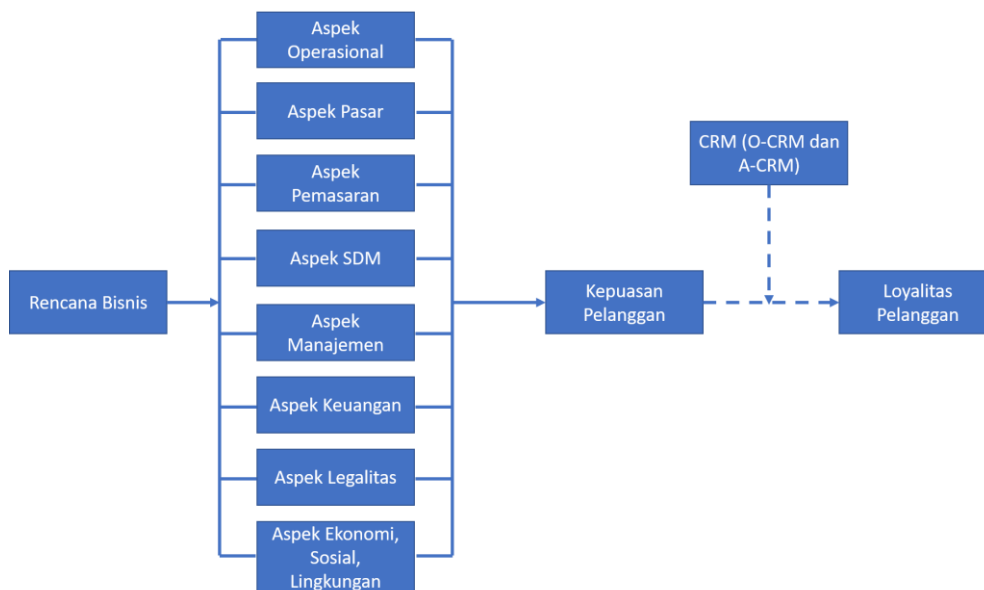 Aspek
Operasional
Aspek Pasar
Aspek
Pemasaran
Aspek SDM
Aspek
Manajemen
Aspek Keuangan
Aspek Legalitas
Aspek Ekonomi,
Sosial,
Lingkungan
Rencana Bisnis
Kepuasan
Pelanggan
CRM (O-CRM dan
A-CRM)
Loyalitas
Pelanggan